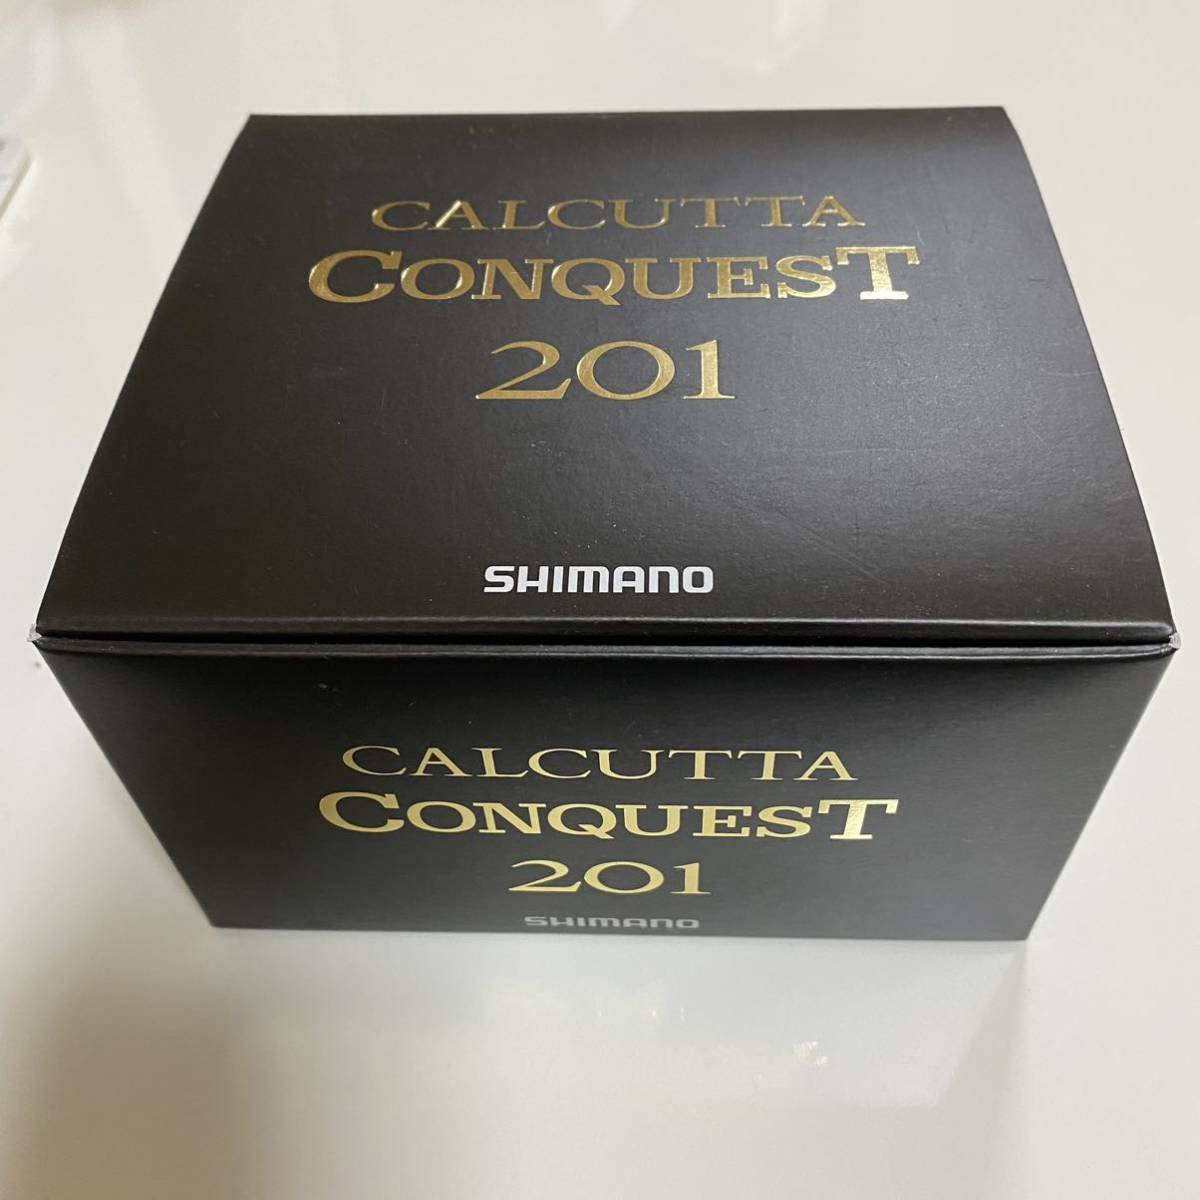 CALCUTTA
CONQUEST
201
SHIMANO
CALCUTTA
CONQUEST
201
SHIMANO